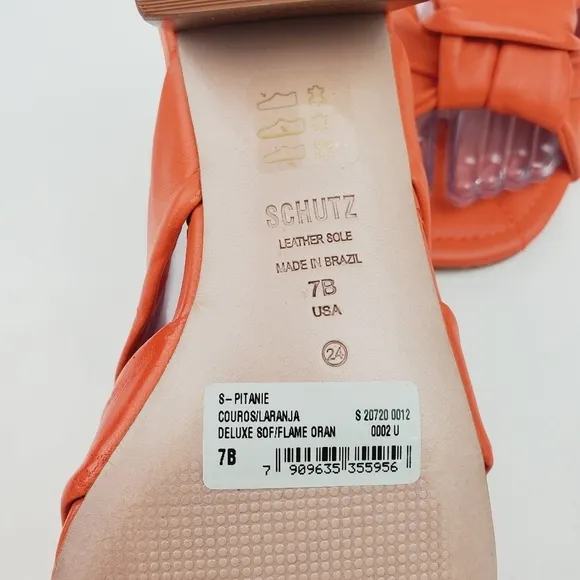 SCHUTZ
LEATHER SOLE
MADE IN BRAZIL
7B
USA
24
S-PITANIE
COUROS/LARANJA S 20720 0012
DELUXE SOF/FLAME ORAN 0002 U
7B
7 909635 355956